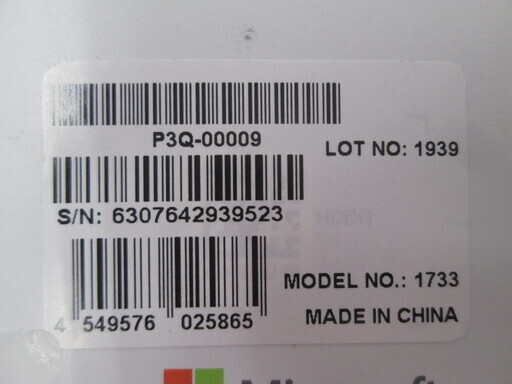 P3Q-00009
LOT NO: 1939
S/N: 6307642939523
MODEL NO.: 1733
4 549576 025865
MADE IN CHINA